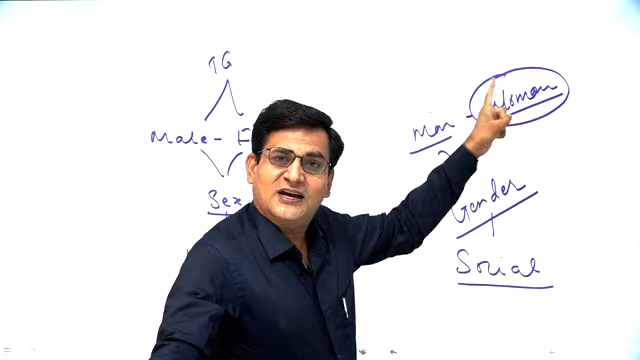 TG
Male - F
Sex
Man - Woman
Gender
Social